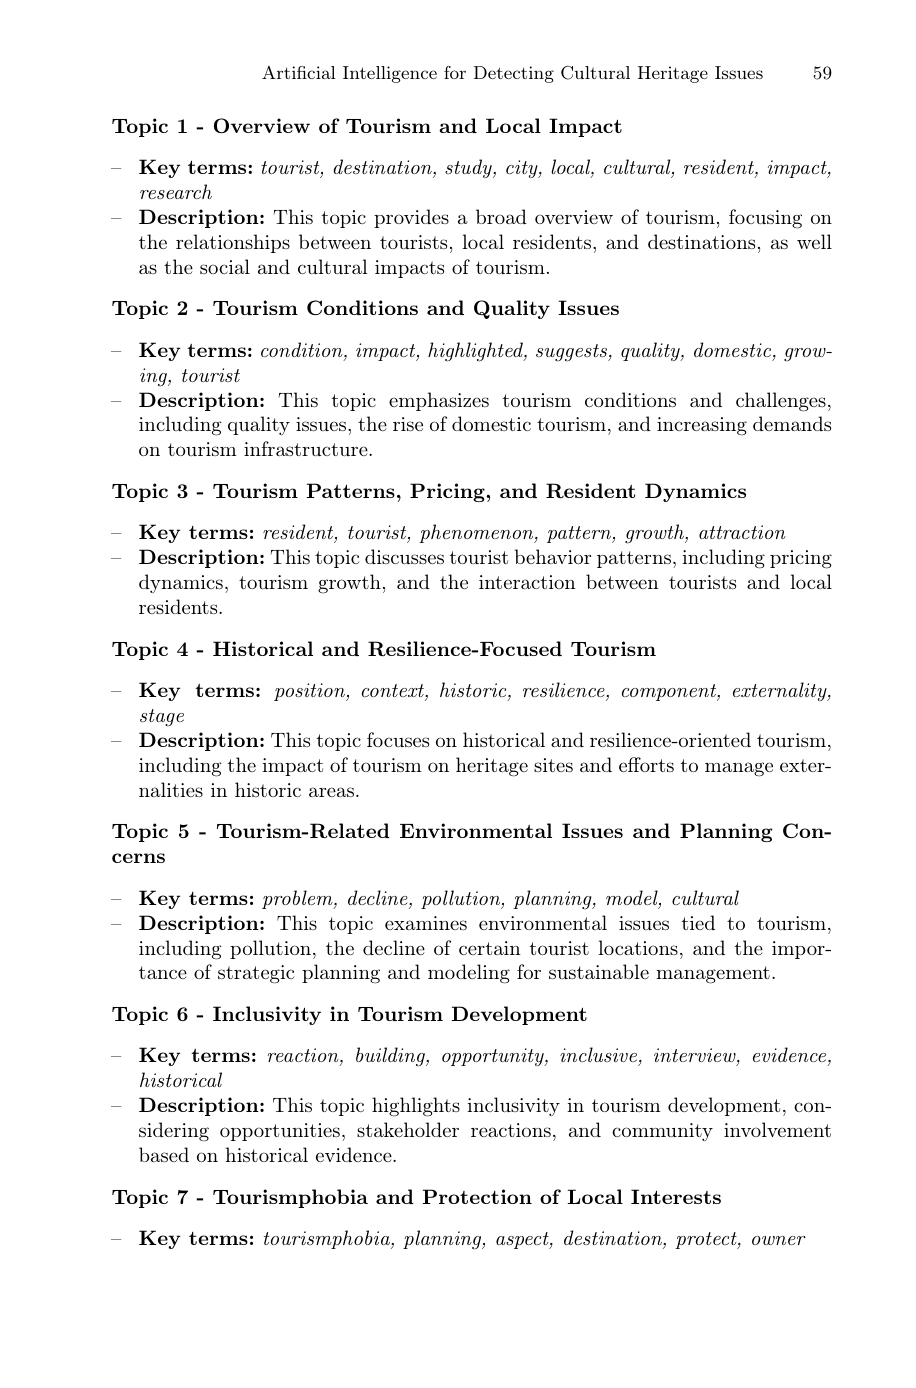 Artificial Intelligence for Detecting Cultural Heritage Issues 59
Topic 1 - Overview of Tourism and Local Impact
– Key terms: tourist, destination, study, city, local, cultural, resident, impact,
research
– Description: This topic provides a broad overview of tourism, focusing on
the relationships between tourists, local residents, and destinations, as well
as the social and cultural impacts of tourism.
Topic 2 - Tourism Conditions and Quality Issues
– Key terms: condition, impact, highlighted, suggests, quality, domestic, grow-
ing, tourist
– Description: This topic emphasizes tourism conditions and challenges,
including quality issues, the rise of domestic tourism, and increasing demands
on tourism infrastructure.
Topic 3 - Tourism Patterns, Pricing, and Resident Dynamics
– Key terms: resident, tourist, phenomenon, pattern, growth, attraction
– Description: This topic discusses tourist behavior patterns, including pricing
dynamics, tourism growth, and the interaction between tourists and local
residents.
Topic 4 - Historical and Resilience-Focused Tourism
– Key terms: position, context, historic, resilience, component, externality,
stage
– Description: This topic focuses on historical and resilience-oriented tourism,
including the impact of tourism on heritage sites and efforts to manage exter-
nalities in historic areas.
Topic 5 - Tourism-Related Environmental Issues and Planning Con-
cerns
– Key terms: problem, decline, pollution, planning, model, cultural
– Description: This topic examines environmental issues tied to tourism,
including pollution, the decline of certain tourist locations, and the impor-
tance of strategic planning and modeling for sustainable management.
Topic 6 - Inclusivity in Tourism Development
– Key terms: reaction, building, opportunity, inclusive, interview, evidence,
historical
– Description: This topic highlights inclusivity in tourism development, con-
sidering opportunities, stakeholder reactions, and community involvement
based on historical evidence.
Topic 7 - Tourismphobia and Protection of Local Interests
– Key terms: tourismphobia, planning, aspect, destination, protect, owner